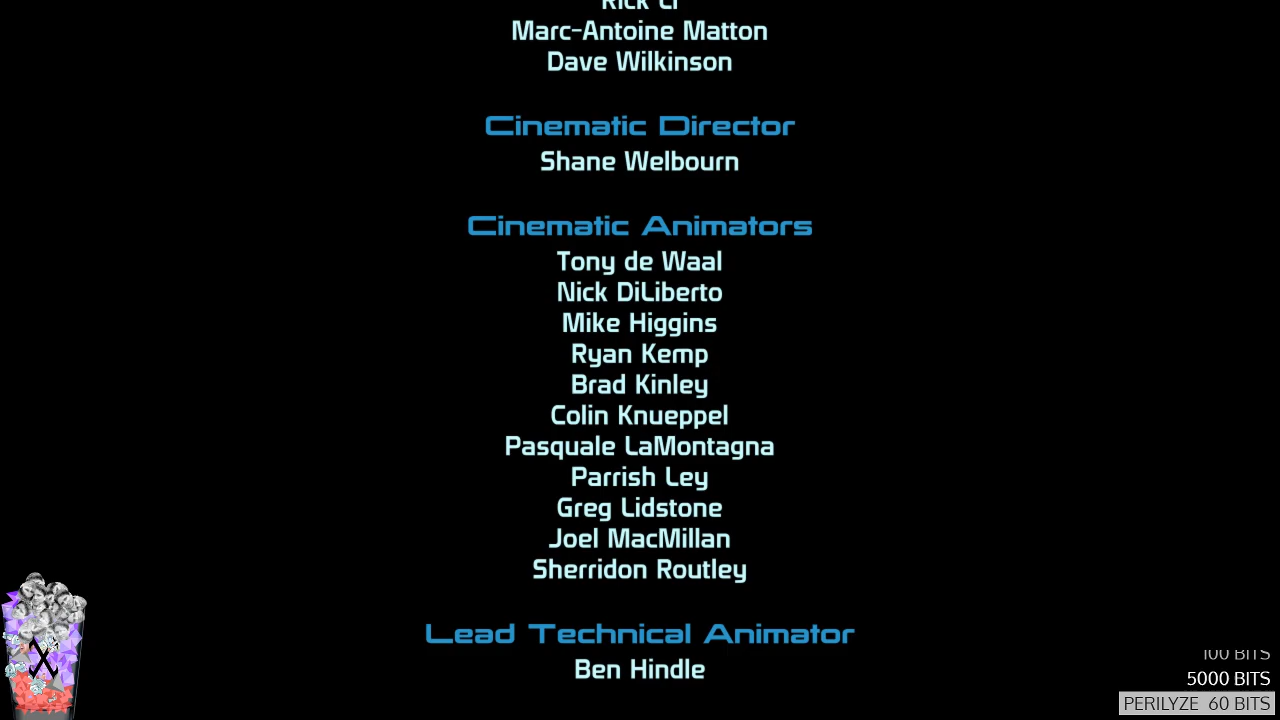 Marc-Antoine Matton
Dave Wilkinson
Cinematic Director
Shane Welbourn
Cinematic Animators
Tony de Waal
Nick DiLiberto
Mike Higgins
Ryan Kemp
Brad Kinley
Colin Knueppel
Pasquale LaMontagna
Parrish Ley
Greg Lidstone
Joel MacMillan
Sherridon Routley
Lead Technical Animator
Ben Hindle
100 BITS
5000 BITS
PERILYZE 60 BITS